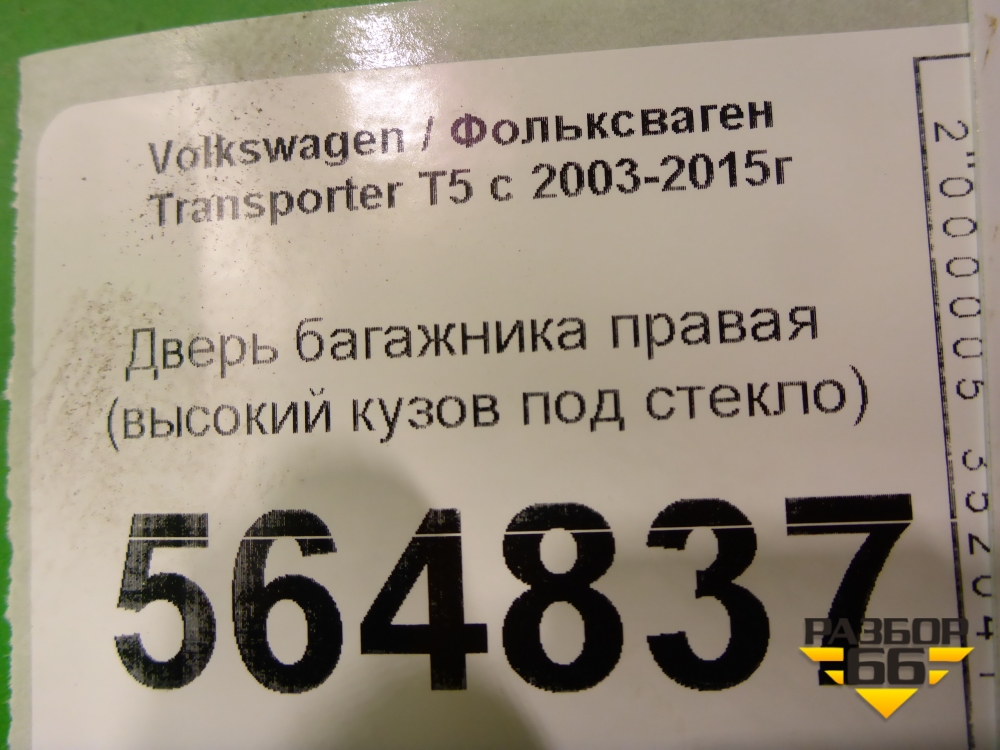 Volkswagen / Фольксваген
Transporter T5 с 2003-2015г
Дверь багажника правая
(высокий кузов под стекло)
564837
РАЗБОР
66